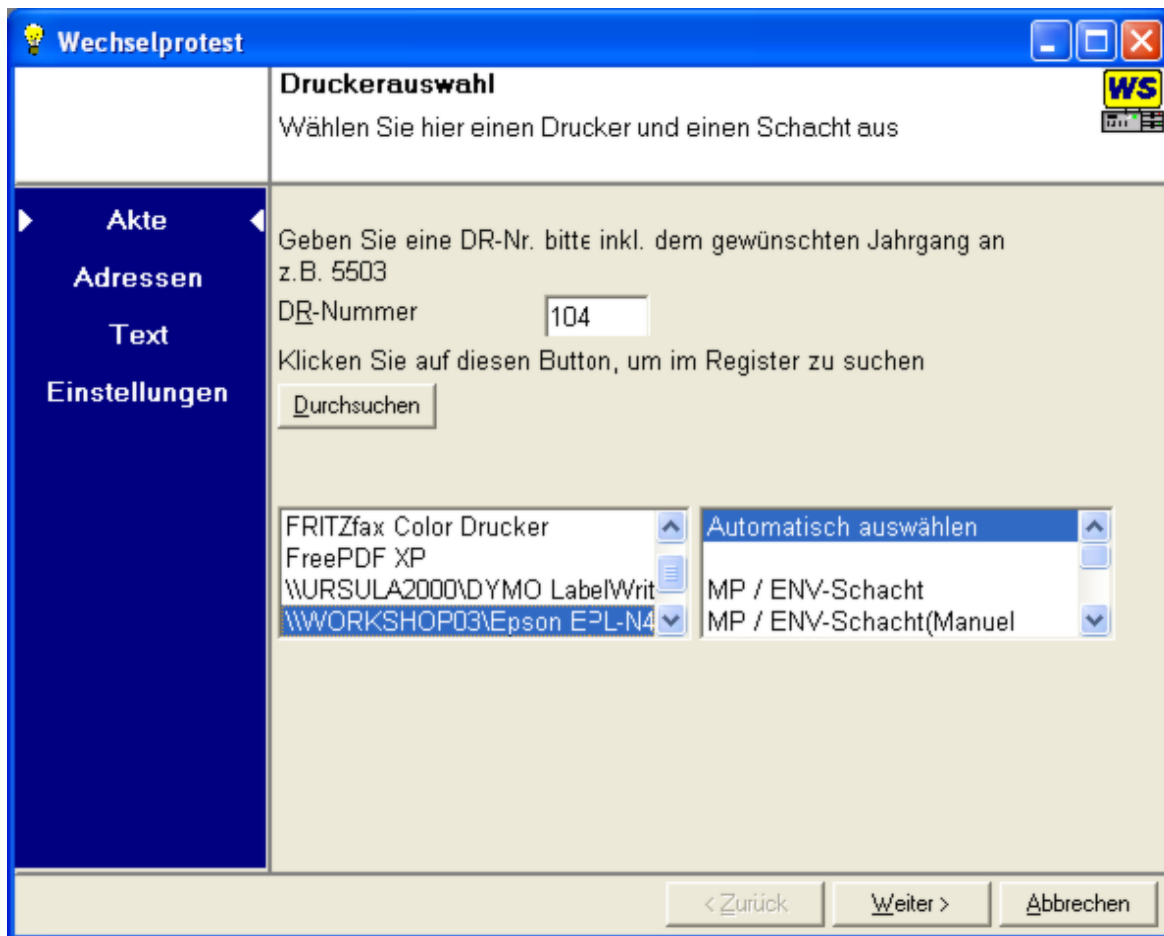 Wechselprotest
Druckerauswahl
WS
Wählen Sie hier einen Drucker und einen Schacht aus
Akte
Adressen
Text
Einstellungen
Geben Sie eine DR-Nr. bitte inkl. dem gewünschten Jahrgang an
z.B. 5503
DR-Nummer
104
Klicken Sie auf diesen Button, um im Register zu suchen
Durchsuchen
FRITZfax Color Drucker
FreePDF XP
\\URSULA2000\DYMO LabelWrit
\\WORKSHOP03\Epson EPL-N4
Automatisch auswählen
MP / ENV-Schacht
MP / ENV-Schacht(Manuel
< Zurück
Weiter >
Abbrechen